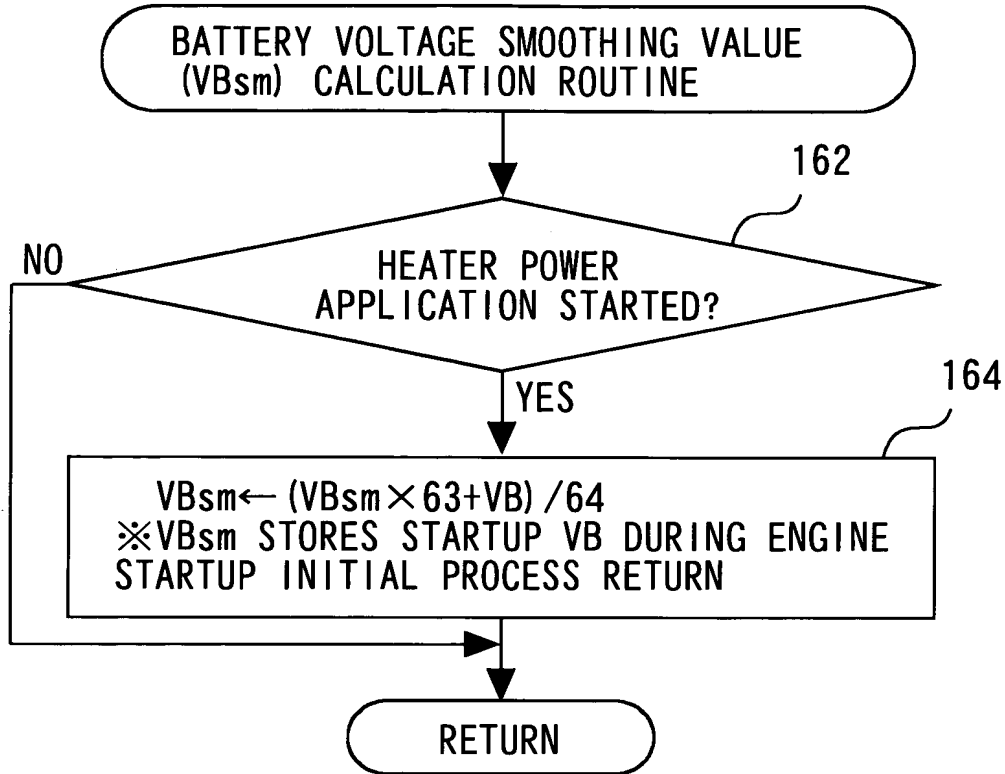 BATTERY VOLTAGE SMOOTHING VALUE
(VBsm) CALCULATION ROUTINE
162
NO
HEATER POWER
APPLICATION STARTED?
YES
164
VBsm← (VBsm×63+VB)/64
※VBsm STORES STARTUP VB DURING ENGINE
STARTUP INITIAL PROCESS RETURN
RETURN